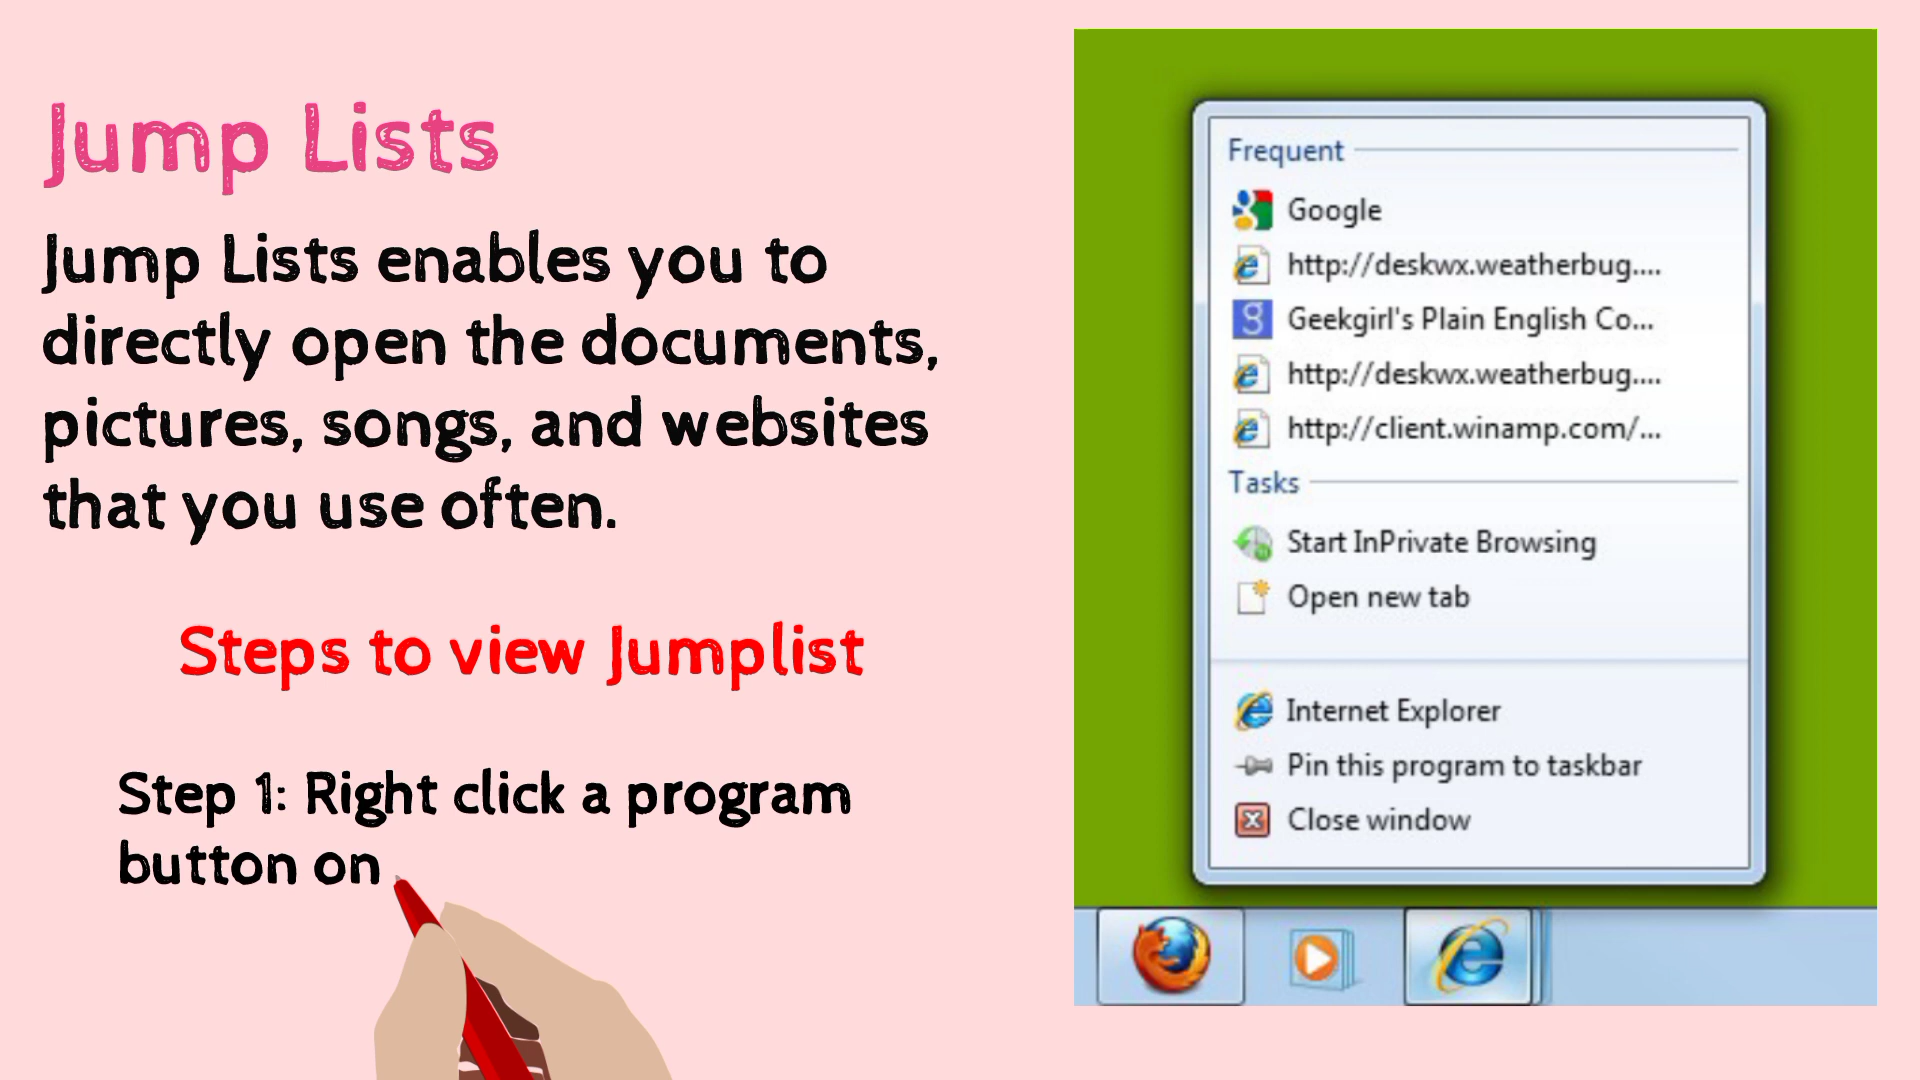 Jump Lists
Jump Lists enables you to
directly open the documents,
pictures, songs, and websites
that you use often.
Steps to view Jumplist
Step 1: Right click a program
button on
Frequent
Google
http://deskwx.weatherbug....
Geekgirl's Plain English Co...
http://deskwx.weatherbug....
http://client.winamp.com/...
Tasks
Start InPrivate Browsing
Open new tab
Internet Explorer
Pin this program to taskbar
Close window